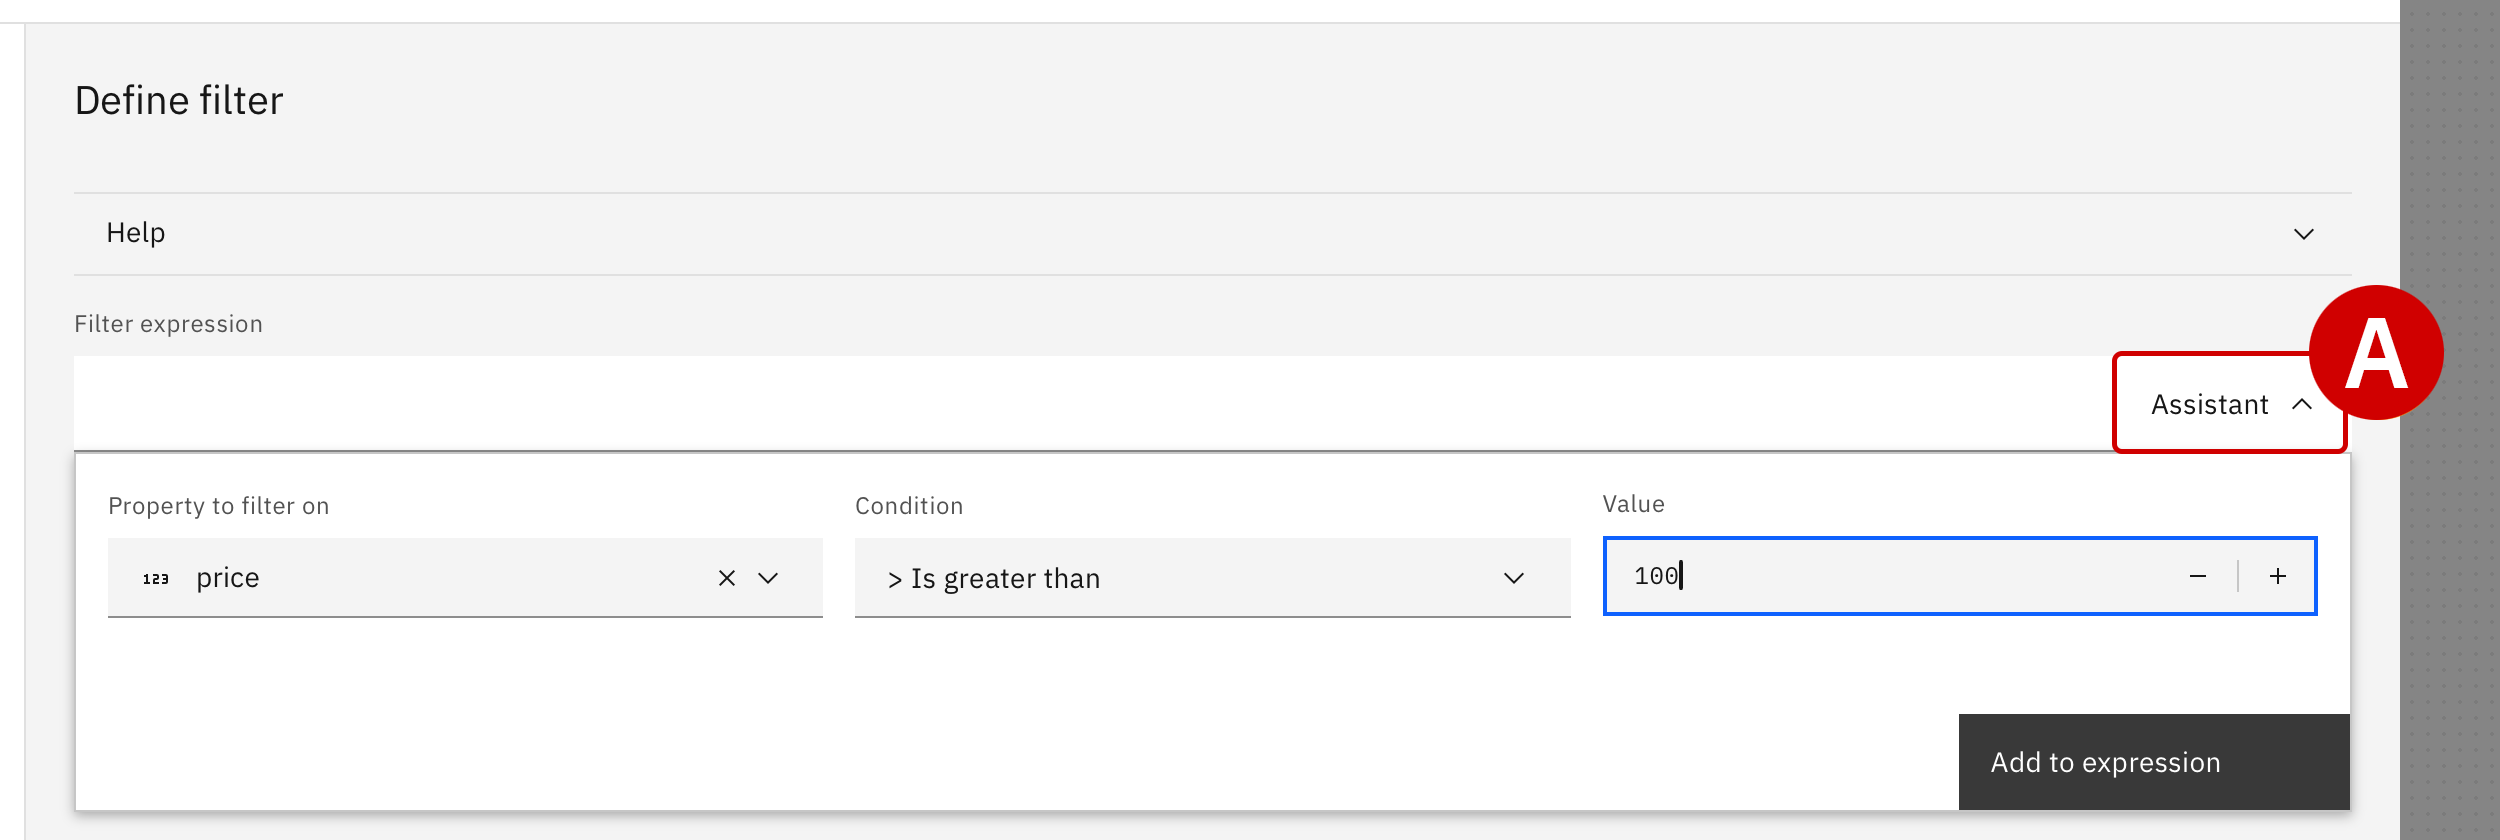 Define filter
Help
Filter expression
A
Assistant
Property to filter on
Condition
Value
123 price
> Is greater than
100
Add to expression